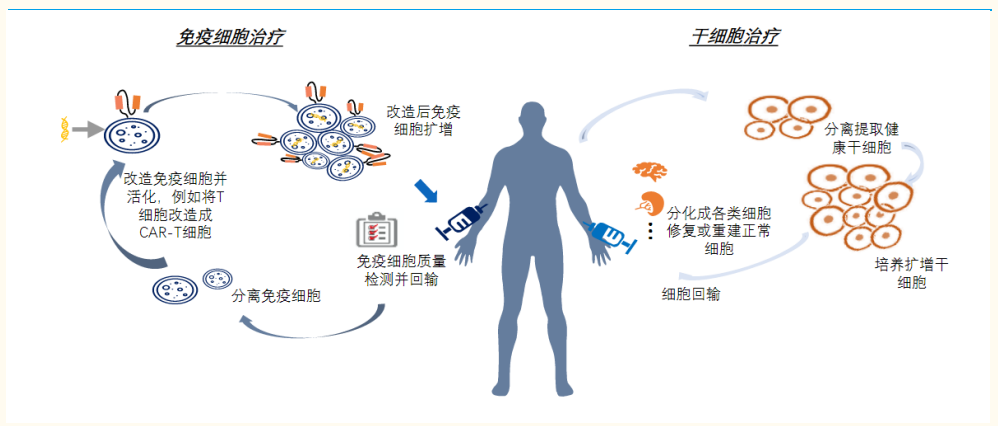 免疫细胞治疗
干细胞治疗
改造后免疫
细胞扩增
改造免疫细胞并
活化，例如将T
细胞改造成
CAR-T细胞
免疫细胞质量
检测并回输
分离免疫细胞
分离提取健
康干细胞
分化成各类细胞
修复或重建正常
细胞
培养扩增干
细胞
细胞回输